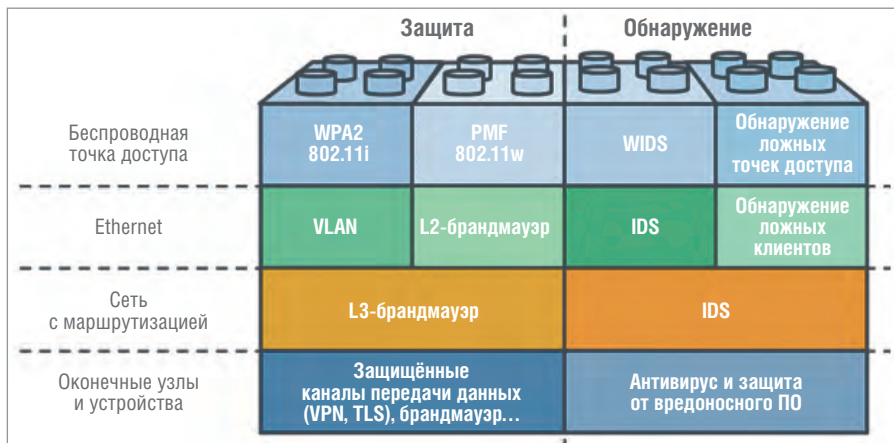 Защита
Обнаружение
Беспроводная
точка доступа
WPA2
802.11i
PMF
802.11w
WIDS
Обнаружение
ложных
точек доступа
Ethernet
VLAN
L2-брандмауэр
IDS
Обнаружение
ложных
клиентов
Сеть
с маршрутизацией
L3-брандмауэр
IDS
Оконечные узлы
и устройства
Защищённые
каналы передачи данных
(VPN, TLS), брандмауэр...
Антивирус и защита
от вредоносного ПО